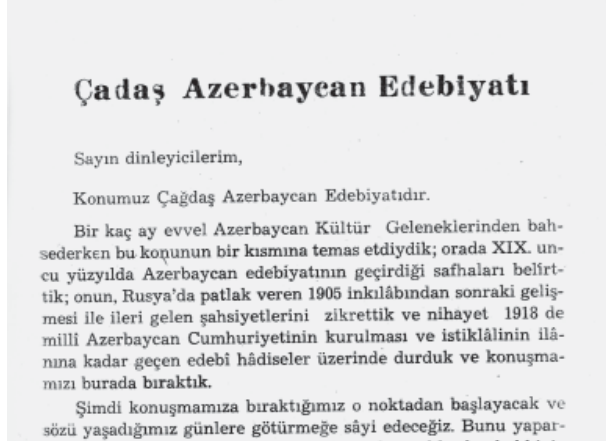 Çadaş Azerbaycan Edebiyatı
Sayın dinleyicilerim,
Konumuz Çağdaş Azerbaycan Edebiyatıdır.
Bir kaç ay evvel Azerbaycan Kültür Geleneklerinden bah-
sederken bu konunun bir kısmına temas etdiydik; orada XIX. un-
cu yüzyılda Azerbaycan edebiyatının geçirdiği safhaları belirt-
tik; onun, Rusya'da patlak veren 1905 inkılâbından sonraki geliş-
mesi ile ileri gelen şahsiyetlerini zikrettik ve nihayet 1918 de
millî Azerbaycan Cumhuriyetinin kurulması ve istiklâlinin ilâ-
nına kadar geçen edebî hâdiseler üzerinde durduk ve konuşma-
mızı burada bıraktık.
Şimdi konuşmamıza bıraktığımız o noktadan başlayacak ve
sözü yaşadığımız günlere götürmeğe sâyi edeceğiz. Bunu yapar-